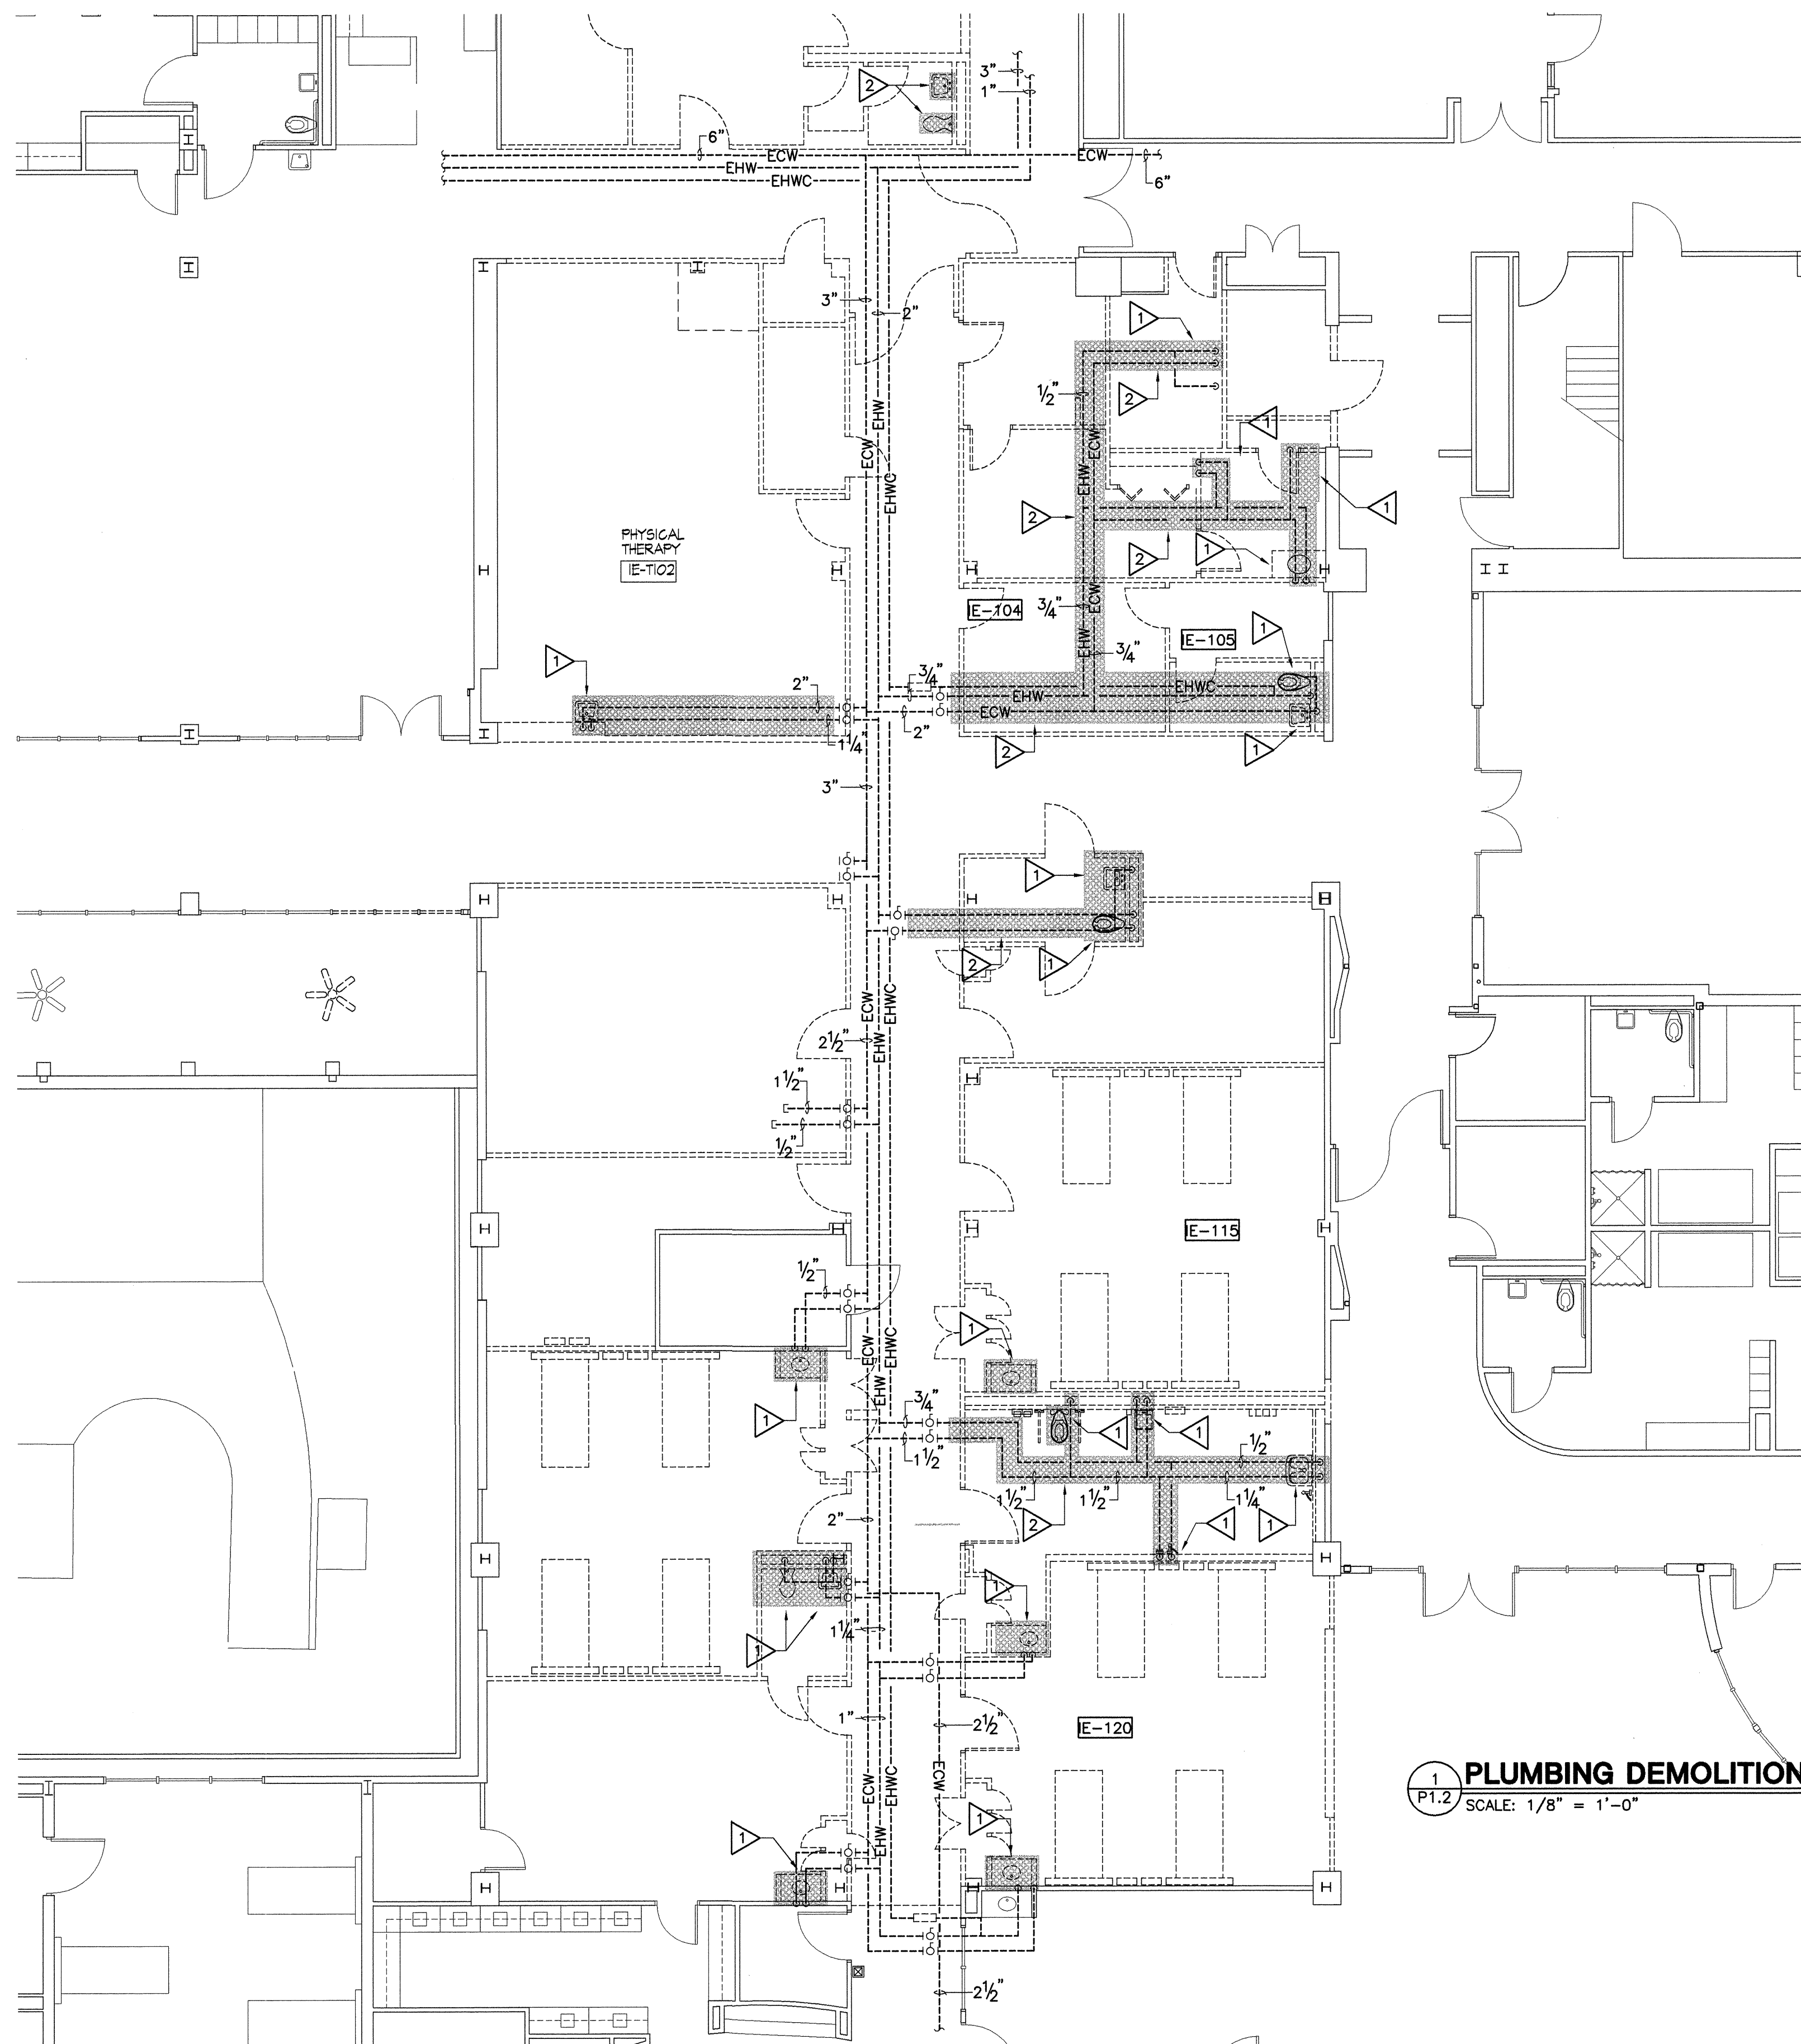 2
3"
1"
6"
ECW
ECW
EHW
EHWC
6"
3"
2"
1
1/2"
2
EHW
ECW
EHWC
EHW
ECW
1
2
1
2
1
PHYSICAL
THERAPY
1E-T102
IE-104
3/4"
ECW
EHW
3/4"
IE-105
1
1
2"
3/4"
EHW
EHWC
ECW
2"
1 1/4"
2
1
3"
1
2
1
ECW
EHWC
EHW
2 1/2"
1 1/2"
1/2"
IE-115
1/2"
1
ECW
EHWC
EHW
3/4"
1
1
1
1 1/2"
1/2"
1 1/2"
1 1/2"
1 1/4"
2"
2
1
1
1
1 1/4"
1
1"
2 1/2"
IE-120
ECW
ECW
EHWC
EHW
1
1
1
P1.2
PLUMBING DEMOLITION
SCALE: 1/8" = 1'-0"
2 1/2"